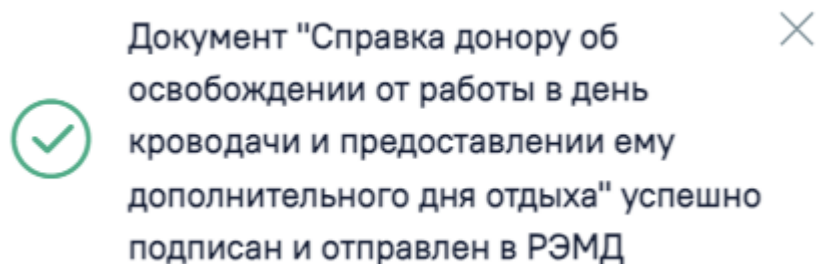 Документ "Справка донору об
освобождении от работы в день
кроводачи и предоставлении ему
дополнительного дня отдыха" успешно
подписан и отправлен в РЭМД